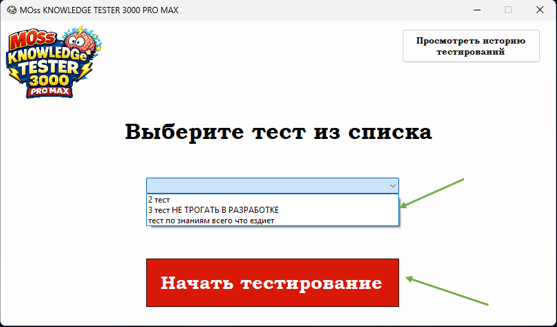 MOss KNOWLEDGE TESTER 3000 PRO MAX
MOss
KNOWLEDGE
TESTER
3000
PRO MAX
Просмотреть историю
тестирований
Выберите тест из списка
2 тест
3 тест НЕ ТРОГАТЬ В РАЗРАБОТКЕ
тест по знаниям всего что ездиет
Начать тестирование